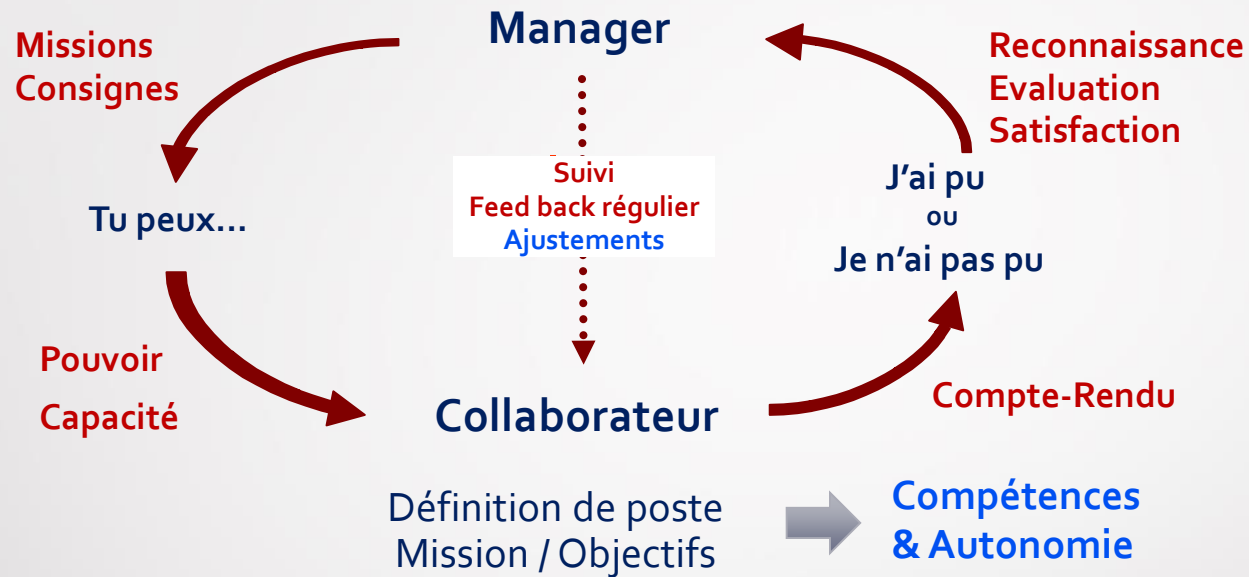 Manager
Missions
Consignes
Reconnaissance
Evaluation
Satisfaction
Tu peux...
Suivi
Feed back régulier
Ajustements
J'ai pu
ou
Je n'ai pas pu
Pouvoir
Capacité
Collaborateur
Compte-Rendu
Définition de poste
Mission / Objectifs
Compétences
& Autonomie